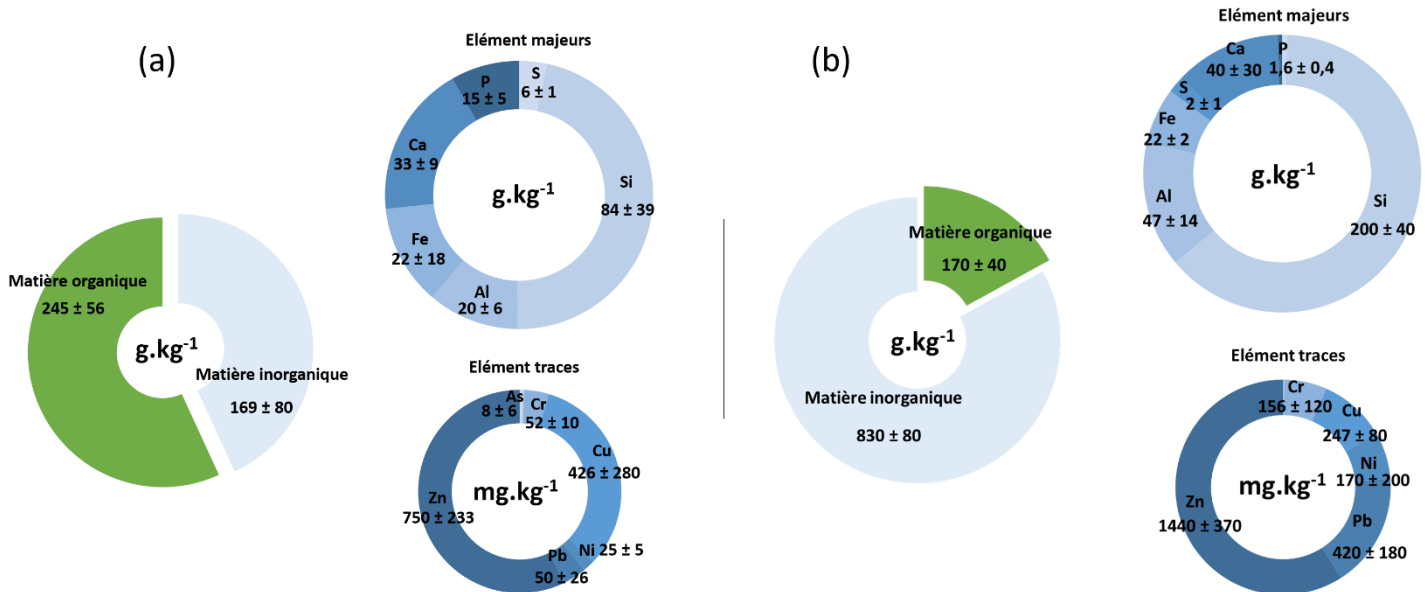 (a)
Elément majeurs
P
15 ± 5
S
6 ± 1
Ca
33 ± 9
g.kg-1
Si
84 ± 39
Fe
22 ± 18
Al
20 ± 6
Matière organique
245 ± 56
g.kg-1
Matière inorganique
169 ± 80
Elément traces
As
8 ± 6
Cr
52 ± 10
Cu
426 ± 280
Zn
750 ± 233
mg.kg-1
Ni 25 ± 5
Pb
50 ± 26
(b)
Elément majeurs
Ca
40 ± 30
P
1,6 ± 0,4
S
2 ± 1
Fe
22 ± 2
g.kg-1
Al
47 ± 14
Si
200 ± 40
Matière organique
170 ± 40
g.kg-1
Matière inorganique
830 ± 80
Elément traces
Cr
156 ± 120
Cu
247 ± 80
Ni
170 ± 200
Zn
1440 ± 370
mg.kg-1
Pb
420 ± 180